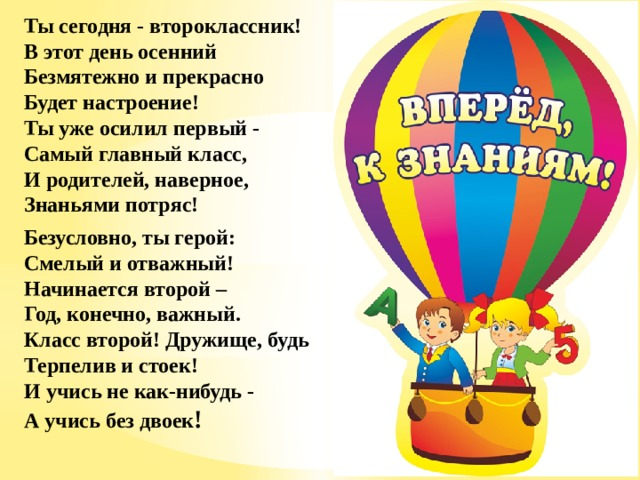 Ты сегодня - второклассник!
В этот день осенний
Безмятежно и прекрасно
Будет настроение!
Ты уже осилил первый -
Самый главный класс,
И родителей, наверное,
Знаньями потряс!
Безусловно, ты герой:
Смелый и отважный!
Начинается второй –
Год, конечно, важный.
Класс второй! Дружище, будь
Терпелив и стоек!
И учись не как-нибудь -
А учись без двоек!
ВПЕРЁД,
К ЗНАНИЯМ!
А
5